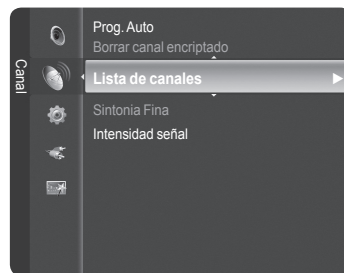 Canal
Prog. Auto
Borrar canal encriptado
Lista de canales
Sintonia Fina
Intensidad señal